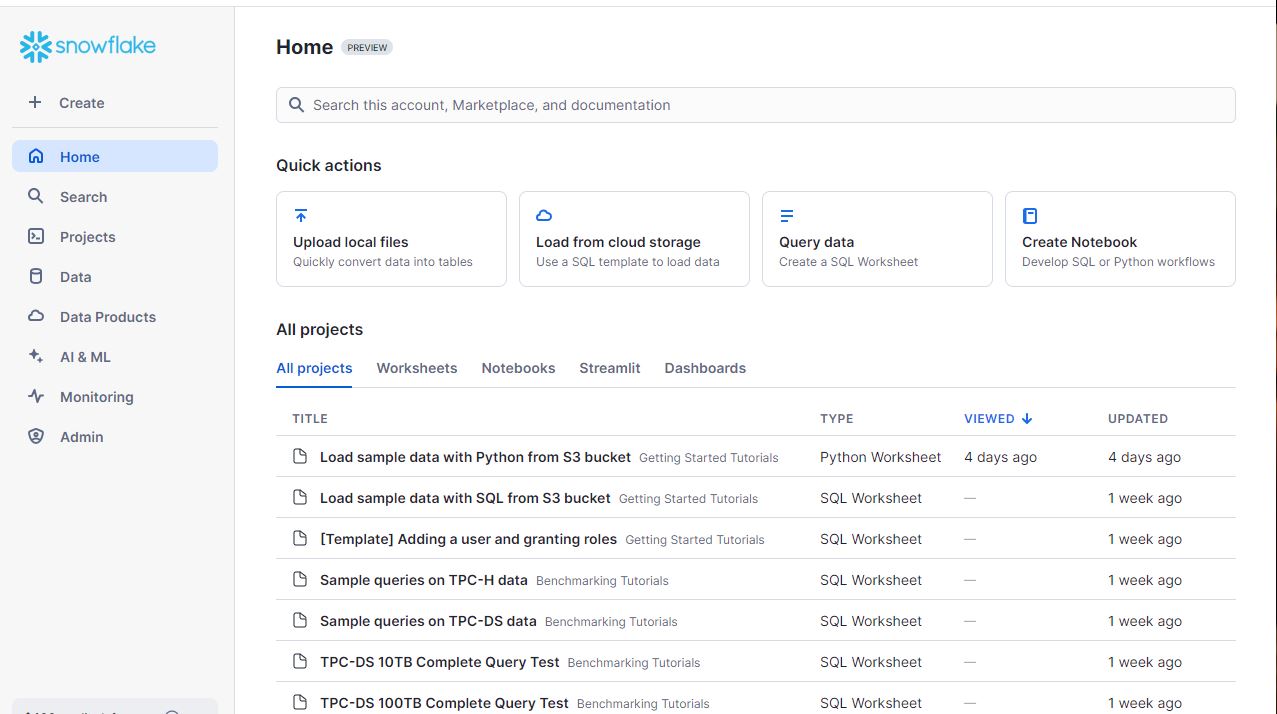 snowflake
Create
Home
Search
Projects
Data
Data Products
AI & ML
Monitoring
Admin
Home PREVIEW
Search this account, Marketplace, and documentation
Quick actions
Upload local files
Quickly convert data into tables
Load from cloud storage
Use a SQL template to load data
Query data
Create a SQL Worksheet
Create Notebook
Develop SQL or Python workflows
All projects
All projects Worksheets Notebooks Streamlit Dashboards
TITLE TYPE VIEWED UPDATED
Load sample data with Python from S3 bucket Getting Started Tutorials Python Worksheet 4 days ago 4 days ago
Load sample data with SQL from S3 bucket Getting Started Tutorials SQL Worksheet — 1 week ago
[Template] Adding a user and granting roles Getting Started Tutorials SQL Worksheet — 1 week ago
Sample queries on TPC-H data Benchmarking Tutorials SQL Worksheet — 1 week ago
Sample queries on TPC-DS data Benchmarking Tutorials SQL Worksheet — 1 week ago
TPC-DS 10TB Complete Query Test Benchmarking Tutorials SQL Worksheet — 1 week ago
TPC-DS 100TB Complete Query Test Benchmarking Tutorials SQL Worksheet — 1 week ago